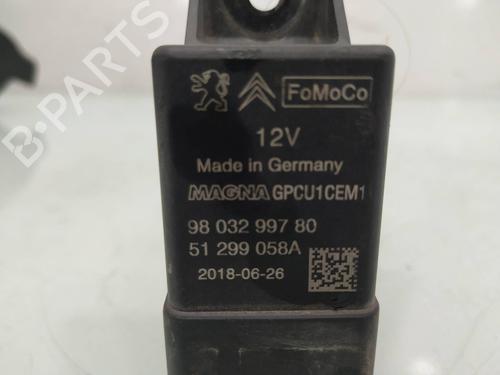 FoMoCo
12V
Made in Germany
MAGNA GPCU1CEM1
98 032 997 80
51 299 058A
2018-06-26
B-PARTS